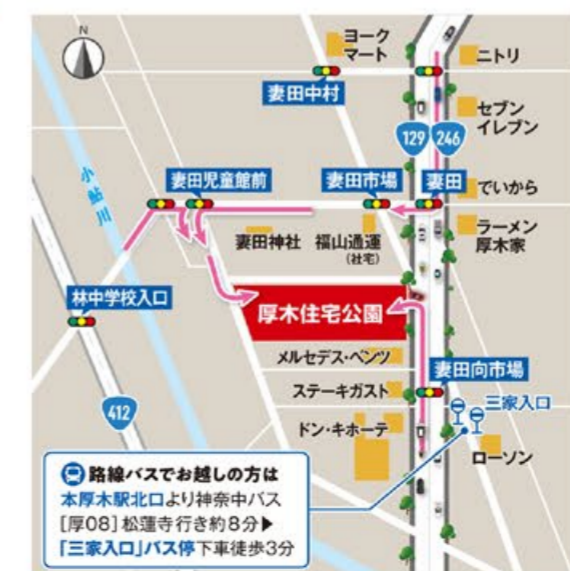 N
ヨーク
マート
ニトリ
妻田中村
セブン
イレブン
129
246
小鮎川
妻田児童館前
妻田市場
妻田
でいから
妻田神社
福山通運
(社宅)
ラーメン
厚木家
林中学校入口
厚木住宅公園
メルセデス・ベンツ
妻田向市場
ステーキガスト
三家入口
412
ドン・キホーテ
ローソン
路線バスでお越しの方は
本厚木駅北口より神奈中バス
[厚08]松蓮寺行き約8分▶
「三家入口」バス停下車徒歩3分